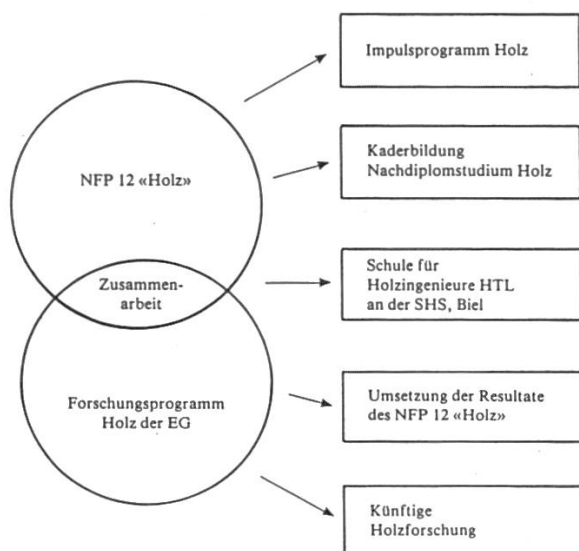 NFP 12 «Holz»
Zusammen-
arbeit
Forschungsprogramm
Holz der EG
Impulsprogramm Holz
Kaderbildung
Nachdiplomstudium Holz
Schule für
Holzingenieure HTL
an der SHS, Biel
Umsetzung der Resultate
des NFP 12 «Holz»
Künftige
Holzforschung